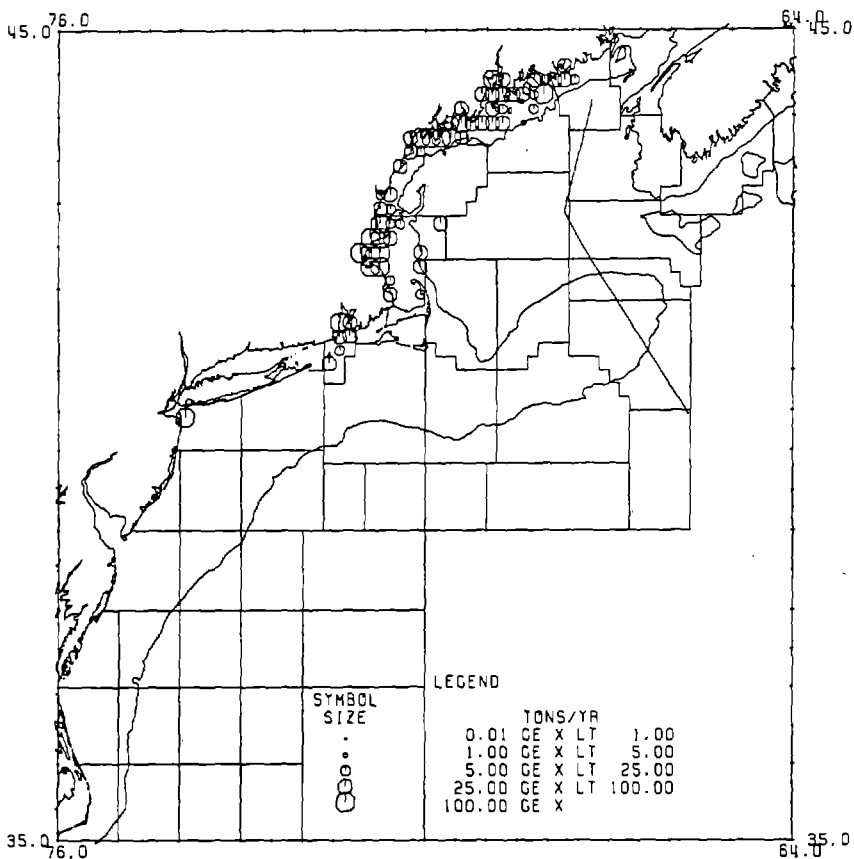 76.0 64.0
45.0 45.0
LEGEND
SYMBOL
SIZE
TONS/YR
0.01 GE X LT 1.00
1.00 GE X LT 5.00
5.00 GE X LT 25.00
25.00 GE X LT 100.00
100.00 GE X
35.0 35.0
76.0 64.0